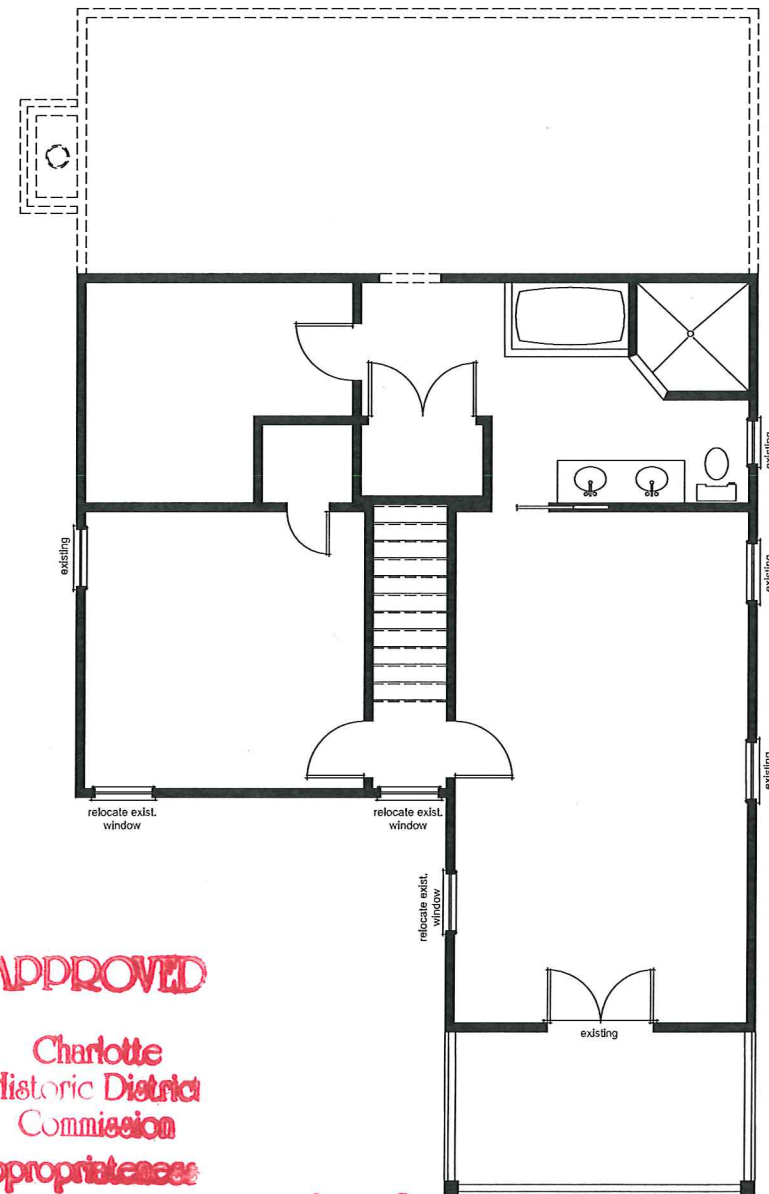 existing
existing
existing
existing
relocate exist.
window
relocate exist.
window
relocate exist.
window
existing
APPROVED
Charlotte
Historic District
Commission
ppropriateness